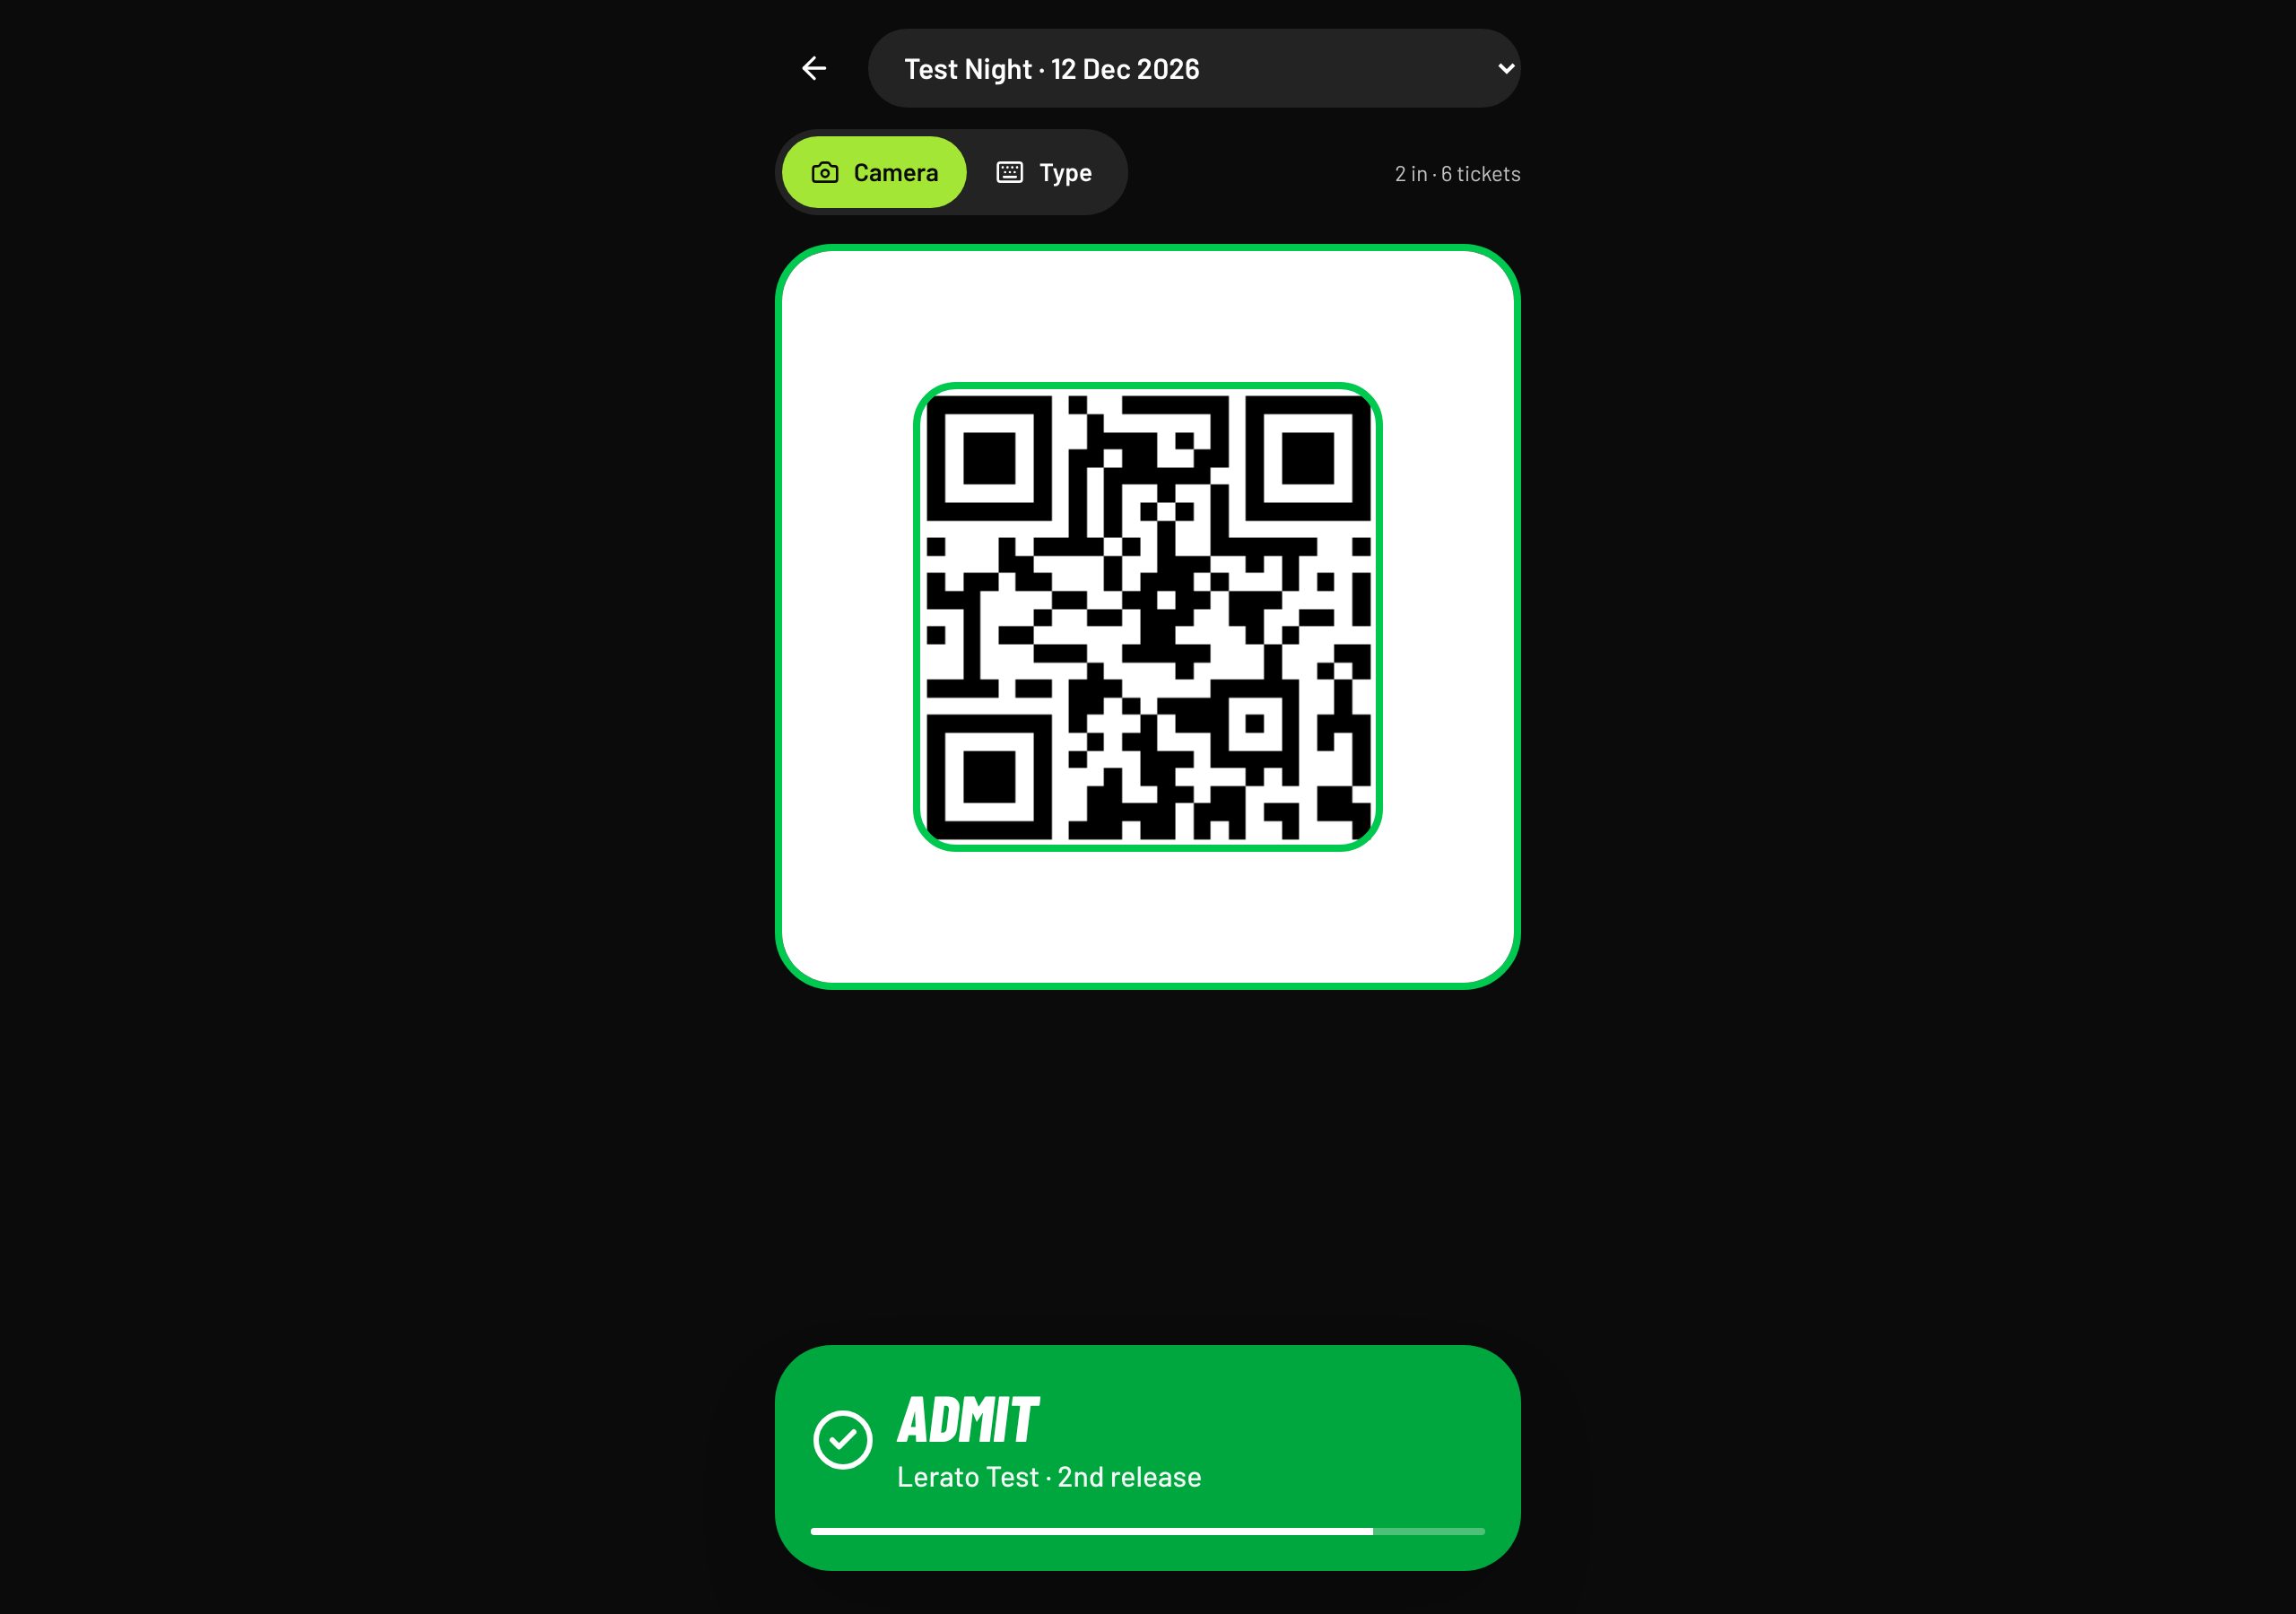 Test Night · 12 Dec 2026
Camera
Type
2 in · 6 tickets
ADMIT
Lerato Test · 2nd release